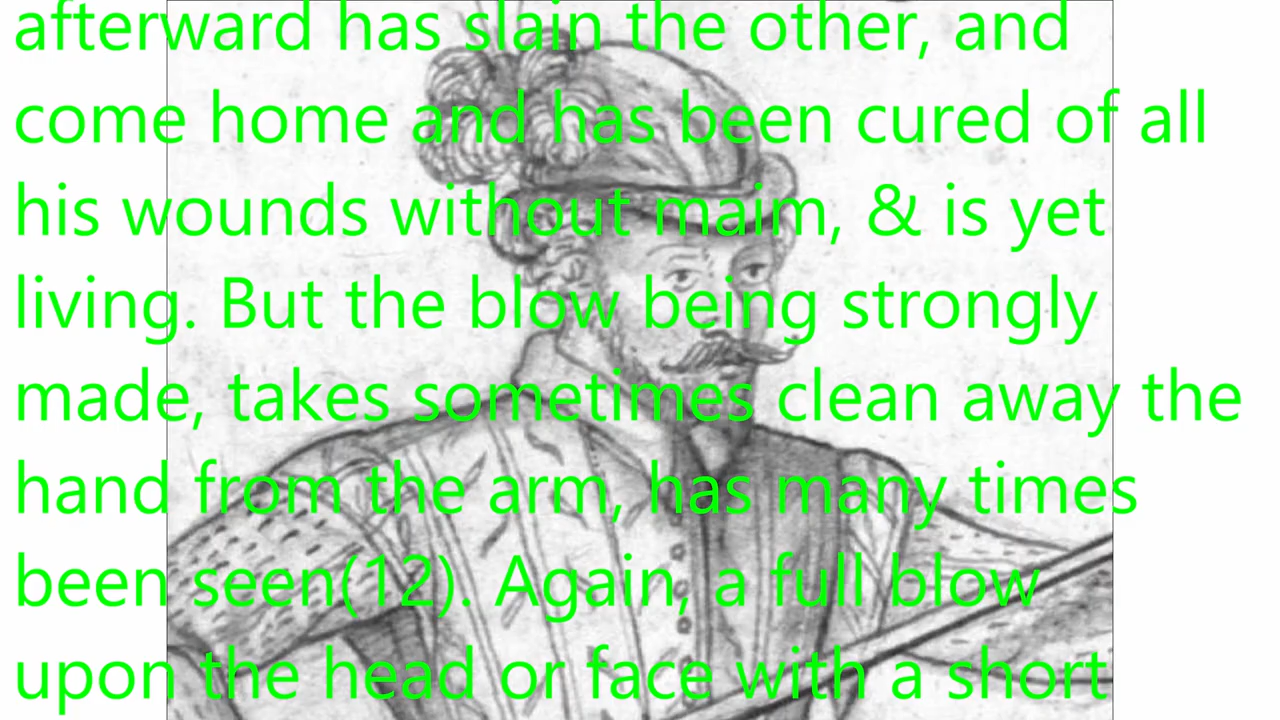 afterward has slain the other, and
come home and has been cured of all
his wounds without maim, & is yet
living. But the blow being strongly
made, takes sometimes clean away the
hand from the arm, has many times
been seen(12). Again, a full blow
upon the head or face with a short